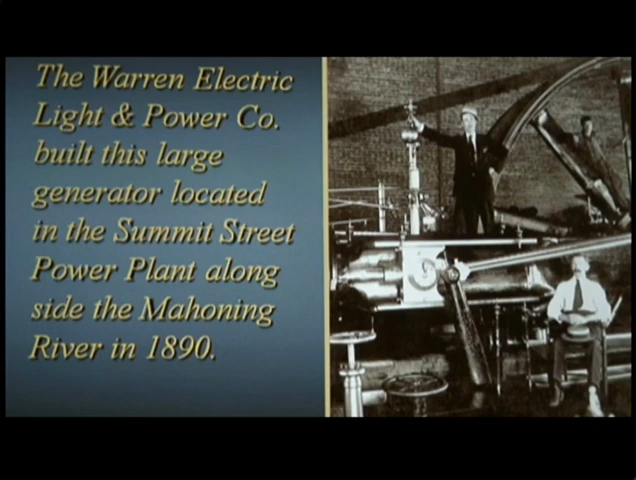 The Warren Electric
Light & Power Co.
built this large
generator located
in the Summit Street
Power Plant along
side the Mahoning
River in 1890.